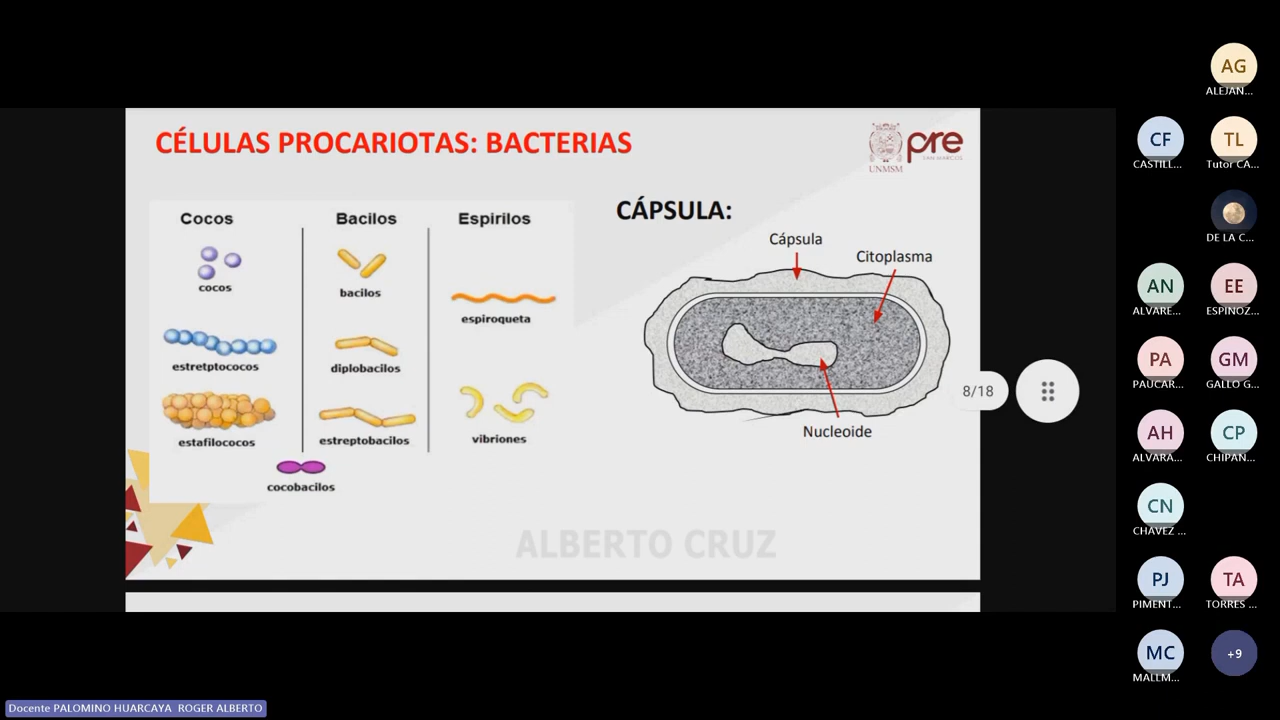 CÉLULAS PROCARIOTAS: BACTERIAS
UNMSM
pre
SAN MARCOS
Cocos
Bacilos
Espirilos
cocos
bacilos
espiroqueta
estretptococos
diplobacilos
estafilococos
estreptobacilos
vibriones
cocobacilos
CÁPSULA:
Cápsula
Citoplasma
Nucleoide
ALBERTO CRUZ
8/18
AG
ALEJAN...
CF
CASTILL...
TL
Tutor CA...
DE LA C...
AN
ALVARE...
EE
ESPINOZ...
PA
PAUCAR...
GM
GALLO G...
AH
ALVARA...
CP
CHIPAN...
CN
CHAVEZ ...
PJ
PIMENT...
TA
TORRES ...
MC
MALLM...
+9
Docente PALOMINO HUARCAYA ROGER ALBERTO